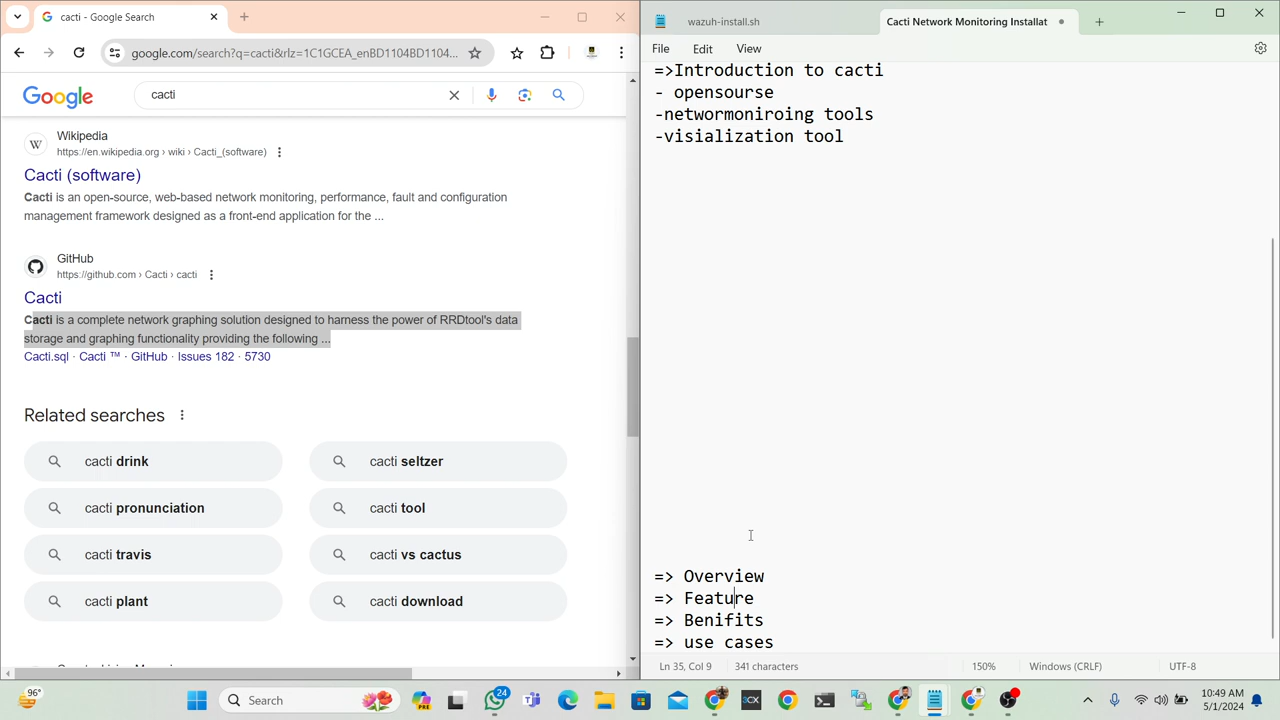 cacti - Google Search
google.com/search?q=cacti&rlz=1C1GCEA_enBD1104BD1104...
Google
cacti
Wikipedia
https://en.wikipedia.org › wiki › Cacti_(software)
Cacti (software)
Cacti is an open-source, web-based network monitoring, performance, fault and configuration
management framework designed as a front-end application for the ...
GitHub
https://github.com › Cacti › cacti
Cacti
Cacti is a complete network graphing solution designed to harness the power of RRDtool's data
storage and graphing functionality providing the following ...
Cacti.sql · Cacti ™ · GitHub · Issues 182 · 5730
Related searches
cacti drink
cacti seltzer
cacti pronunciation
cacti tool
cacti travis
cacti vs cactus
cacti plant
cacti download
wazuh-install.sh
Cacti Network Monitoring Installat
File
Edit
View
=>Introduction to cacti
- opensourse
-networmoniroing tools
-visialization tool
=> Overview
=> Feature
=> Benifits
=> use cases
Ln 35, Col 9
341 characters
150%
Windows (CRLF)
UTF-8
96°
Search
PRE
24
3CX
10:49 AM
5/1/2024